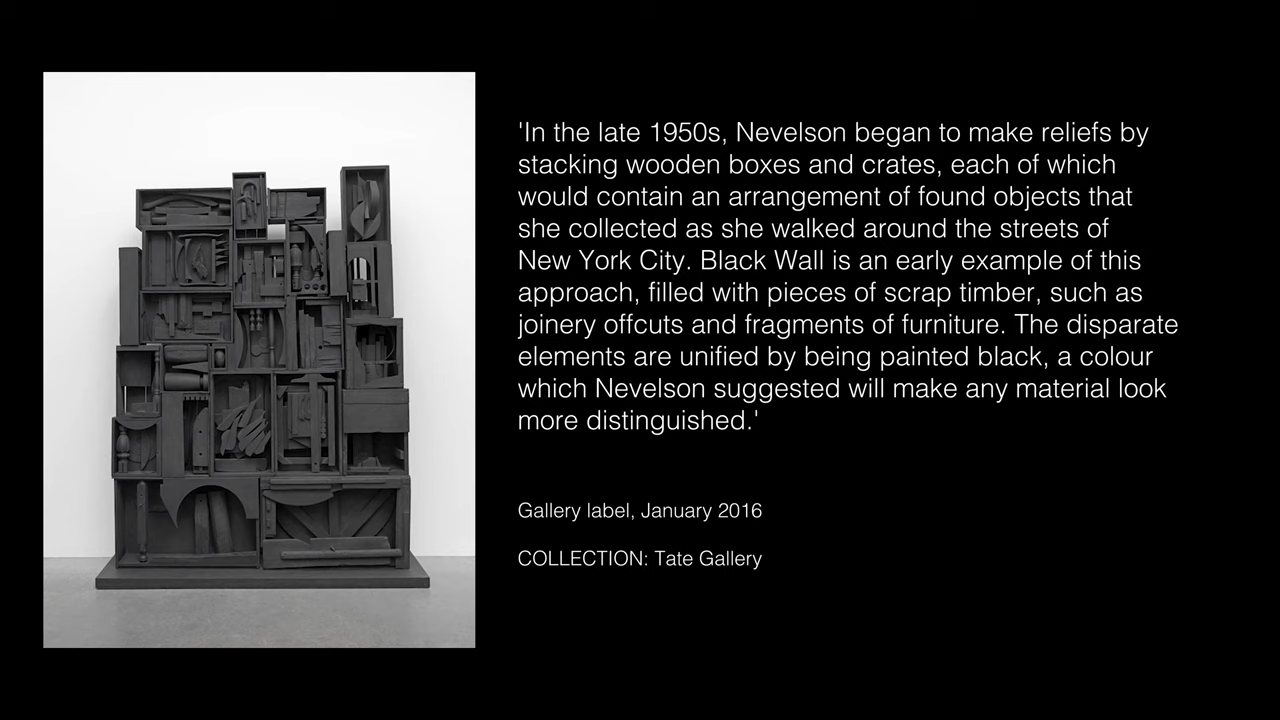 'In the late 1950s, Nevelson began to make reliefs by
stacking wooden boxes and crates, each of which
would contain an arrangement of found objects that
she collected as she walked around the streets of
New York City. Black Wall is an early example of this
approach, filled with pieces of scrap timber, such as
joinery offcuts and fragments of furniture. The disparate
elements are unified by being painted black, a colour
which Nevelson suggested will make any material look
more distinguished.'
Gallery label, January 2016
COLLECTION: Tate Gallery